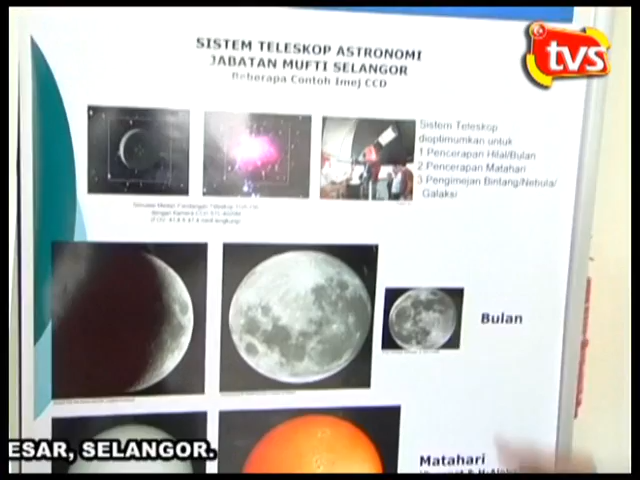 SISTEM TELESKOP ASTRONOMI
JABATAN MUFTI SELANGOR
Beberapa Contoh Imej CCD
tvs
Sistem Teleskop
dioptimumkan untuk
1.Pencerapan Hilal/Bulan
2.Pencerapan Matahari
3.Pengimejan Bintang/Nebula/
Galaksi
Bulan
Matahari
ESAR, SELANGOR.